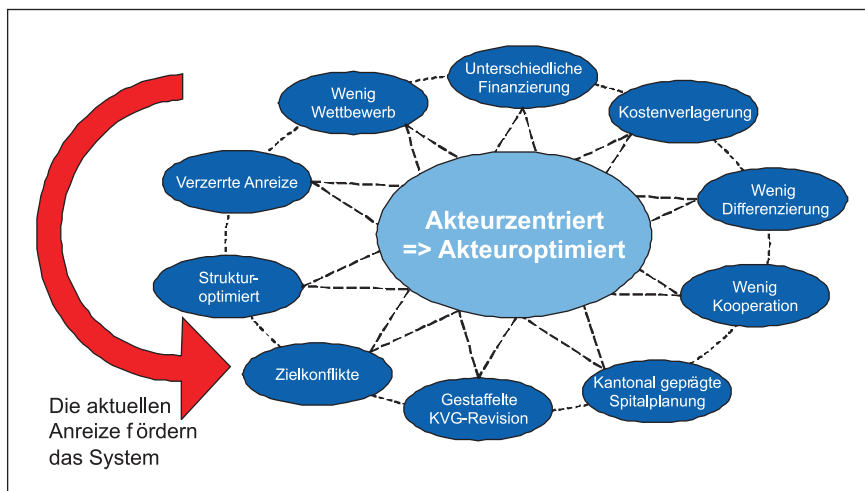 Unterschiedliche
Finanzierung
Wenig
Wettbewerb
Kostenverlagerung
Verzerrte Anreize
Wenig
Differenzierung
Akteurzentriert
=> Akteuroptimiert
Struktur-
optimiert
Wenig
Kooperation
Zielkonflikte
Gestaffelte
KVG-Revision
Kantonal geprägte
Spitalplanung
Die aktuellen
Anreize fördern
das System